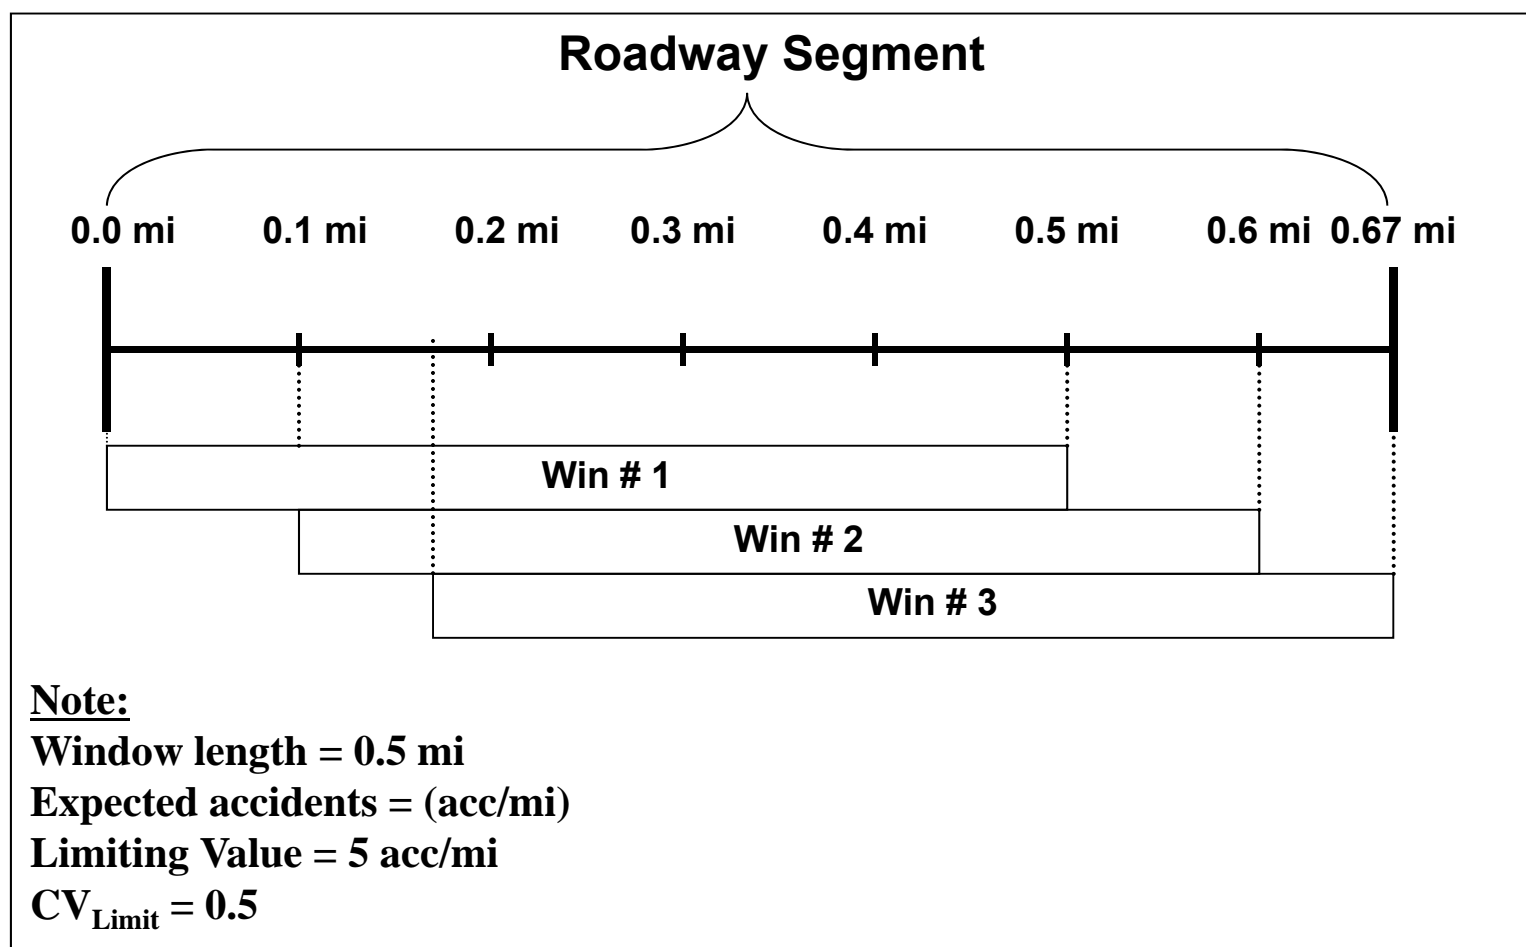 Roadway Segment
0.0 mi 0.1 mi 0.2 mi 0.3 mi 0.4 mi 0.5 mi 0.6 mi 0.67 mi
Win # 1
Win # 2
Win # 3
Note:
Window length = 0.5 mi
Expected accidents = (acc/mi)
Limiting Value = 5 acc/mi
CVLimit = 0.5